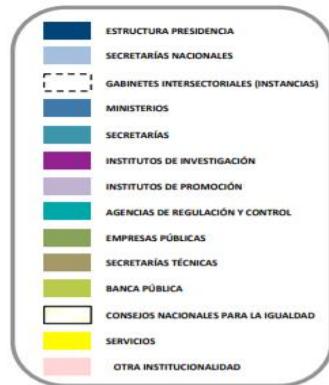 ESTRUCTURA PRESIDENCIA
SECRETARÍAS NACIONALES
GABINETES INTERSECTORIALES (INSTANCIAS)
MINISTERIOS
SECRETARÍAS
INSTITUTOS DE INVESTIGACIÓN
INSTITUTOS DE PROMOCIÓN
AGENCIAS DE REGULACIÓN Y CONTROL
EMPRESAS PÚBLICAS
SECRETARÍAS TÉCNICAS
BANCA PÚBLICA
CONSEJOS NACIONALES PARA LA IGUALDAD
SERVICIOS
OTRA INSTITUCIONALIDAD